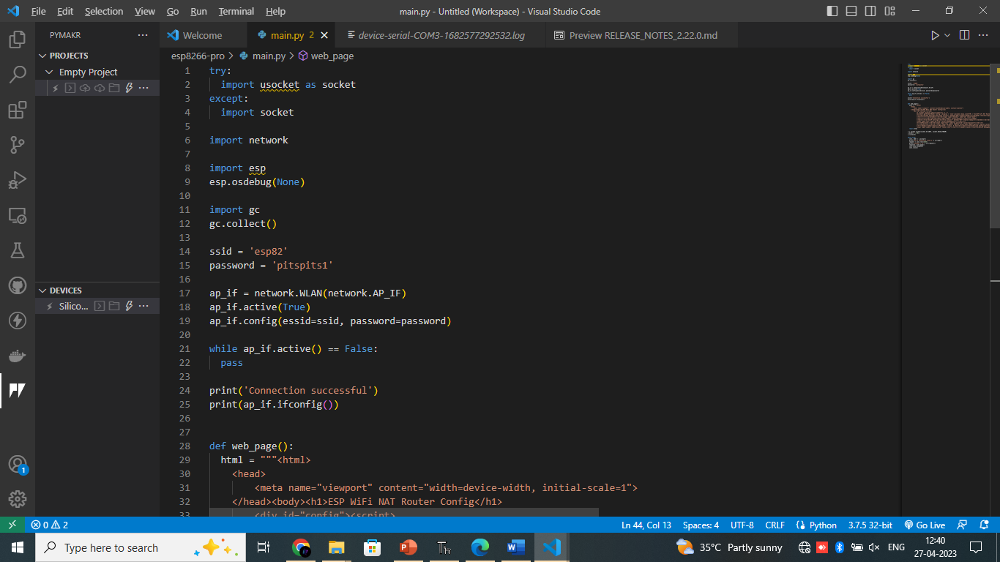 File Edit Selection View Go Run Terminal Help
main.py - Untitled (Workspace) - Visual Studio Code
PYMAKR
PROJECTS
Empty Project
DEVICES
Silico...
1
Welcome
main.py 2
device-serial-COM3-1682577292532.log
Preview RELEASE_NOTES_2.22.0.md
esp8266-pro > main.py > web_page
1 try:
2 import usocket as socket
3 except:
4 import socket
5
6 import network
7
8 import esp
9 esp.osdebug(None)
10
11 import gc
12 gc.collect()
13
14 ssid = 'esp82'
15 password = 'pitspits1'
16
17 ap_if = network.WLAN(network.AP_IF)
18 ap_if.active(True)
19 ap_if.config(essid=ssid, password=password)
20
21 while ap_if.active() == False:
22 pass
23
24 print('Connection successful')
25 print(ap_if.ifconfig())
26
27
28 def web_page():
29 html = """<html>
30 <head>
31 <meta name="viewport" content="width=device-width, initial-scale=1">
32 </head><body><h1>ESP WiFi NAT Router Config</h1>
33 <div id="config"><script>
0 2
Ln 44, Col 13 Spaces: 4 UTF-8 CRLF Python 3.7.5 32-bit Go Live
Type here to search
35°C Partly sunny
ENG
12:40
27-04-2023